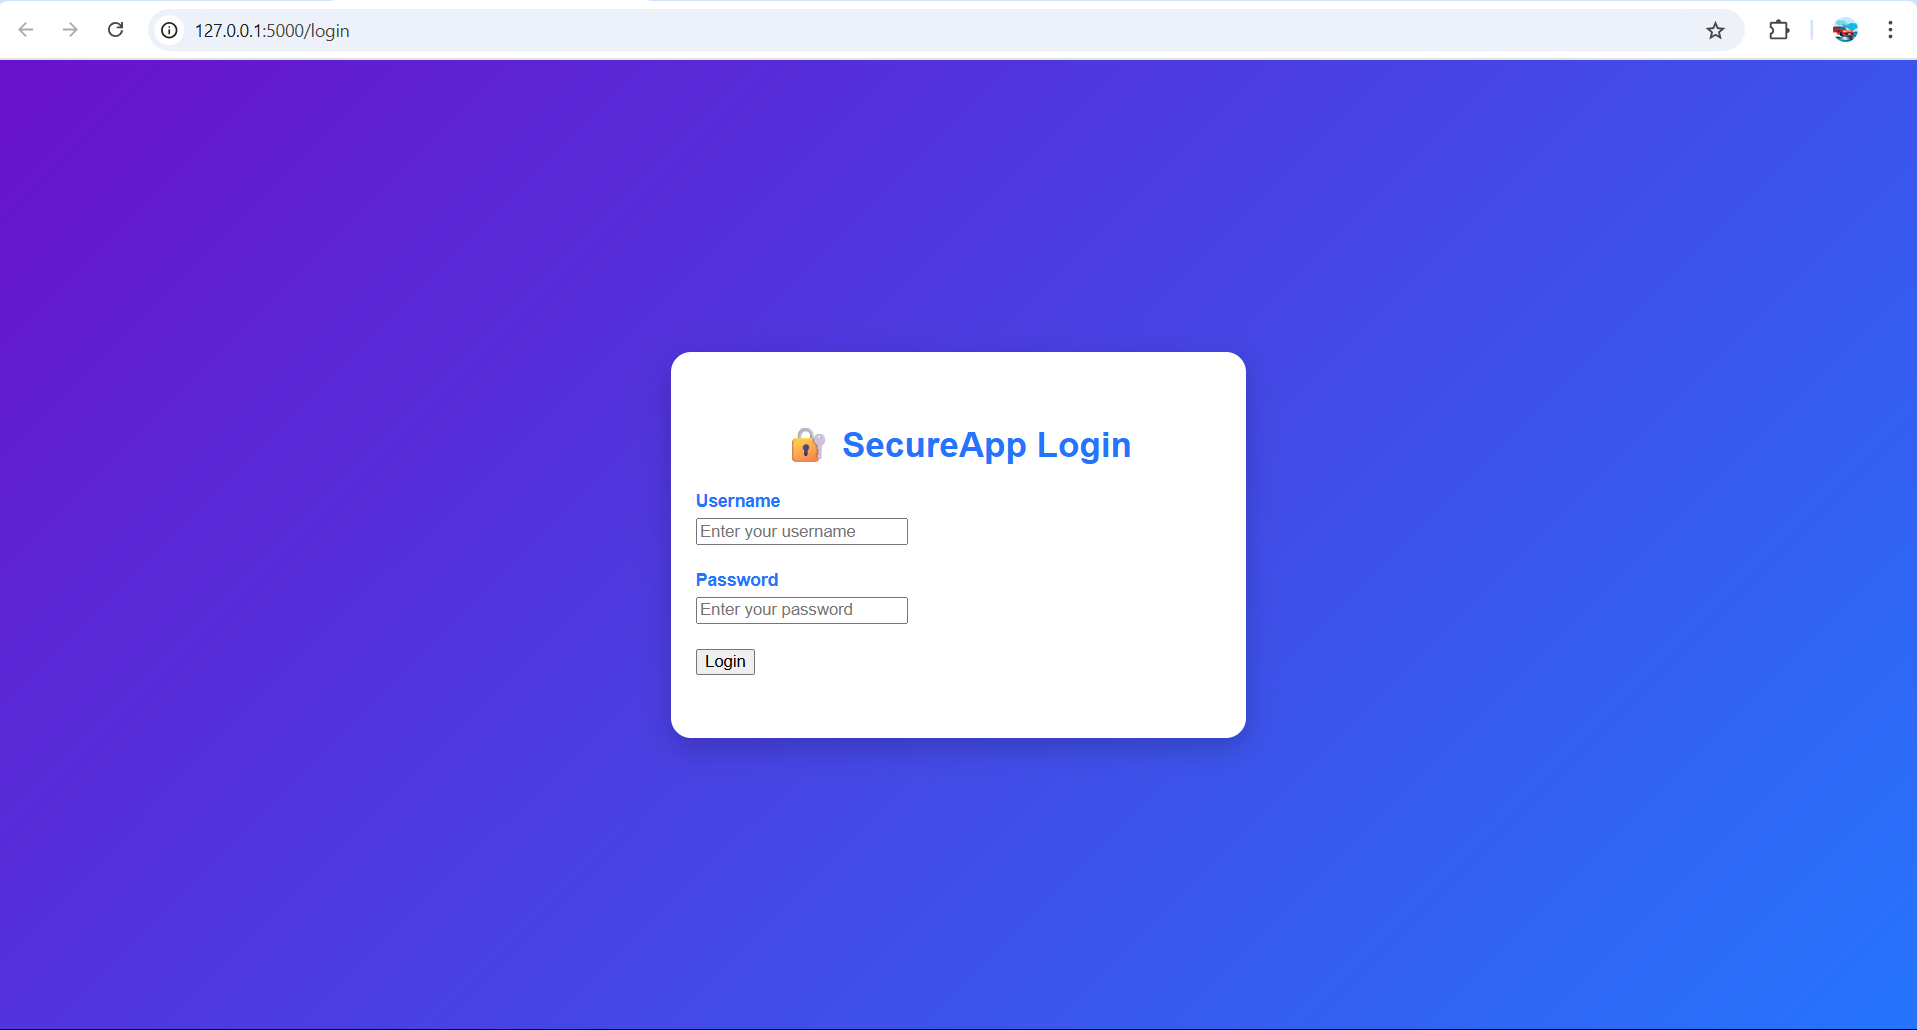 127.0.0.1:5000/login
🔐 SecureApp Login
Username
Enter your username
Password
Enter your password
Login